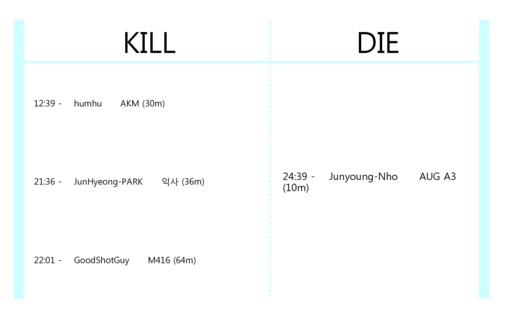 KILL
DIE
12:39 - humhu AKM (30m)
21:36 - JunHyeong-PARK 익사 (36m)
22:01 - GoodShotGuy M416 (64m)
24:39 - Junyoung-Nho AUG A3
(10m)